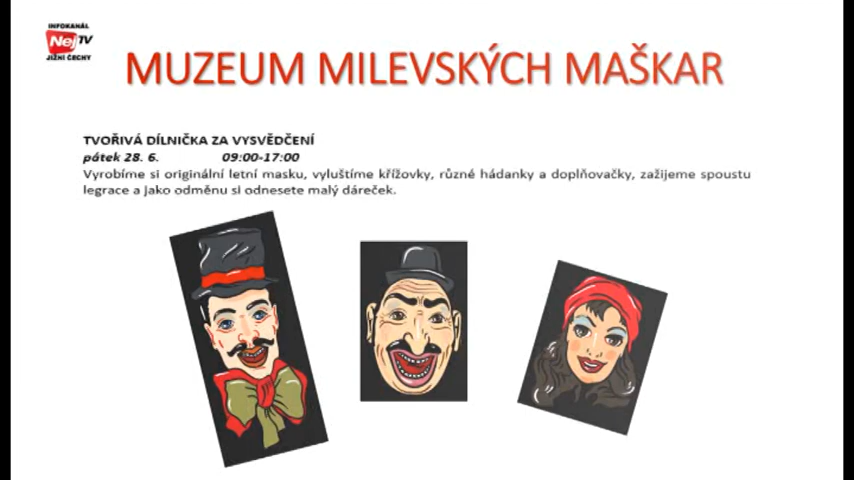 INFOKANÁL
Nej TV
JIŽNÍ ČECHY
MUZEUM MILEVSKÝCH MAŠKAR
TVOŘIVÁ DÍLNIČKA ZA VYSVĚDČENÍ
pátek 28. 6. 09:00-17:00
Vyrobíme si originální letní masku, vyluštíme křížovky, různé hádanky a doplňovačky, zažijeme spoustu
legrace a jako odměnu si odnesete malý dáreček.